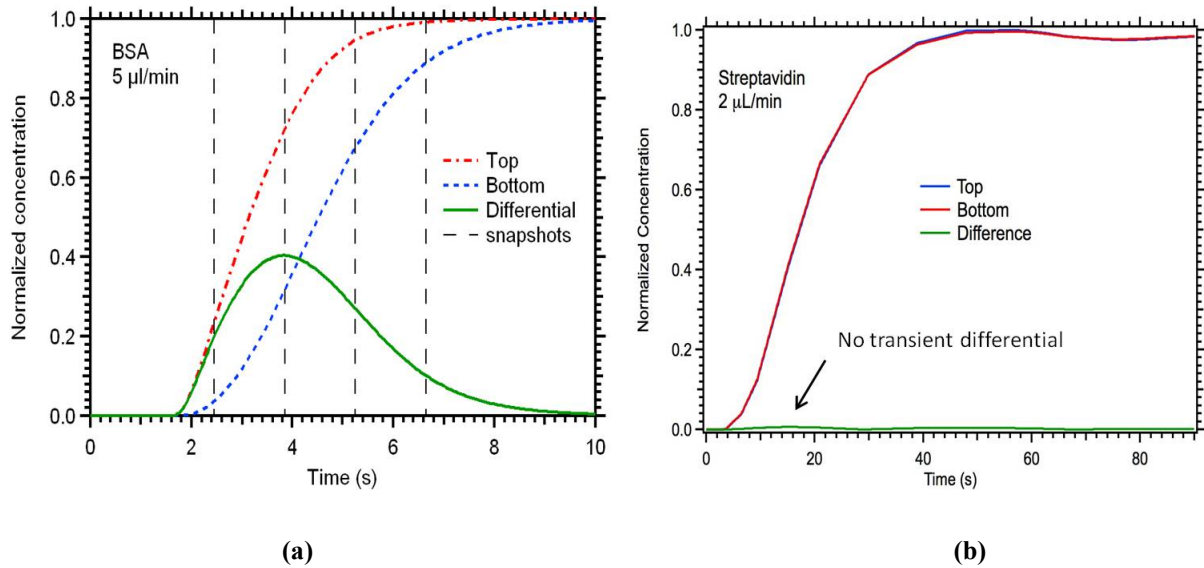 BSA
5 µl/min
Top
Bottom
Differential
snapshots
Normalized concentration
1.0
0.8
0.6
0.4
0.2
0.0
0 2 4 6 8 10
Time (s)
(a)
Streptavidin
2 µL/min
Top
Bottom
Difference
No transient differential
Normalized Concentration
1.0
0.8
0.6
0.4
0.2
0.0
0 20 40 60 80
Time (s)
(b)